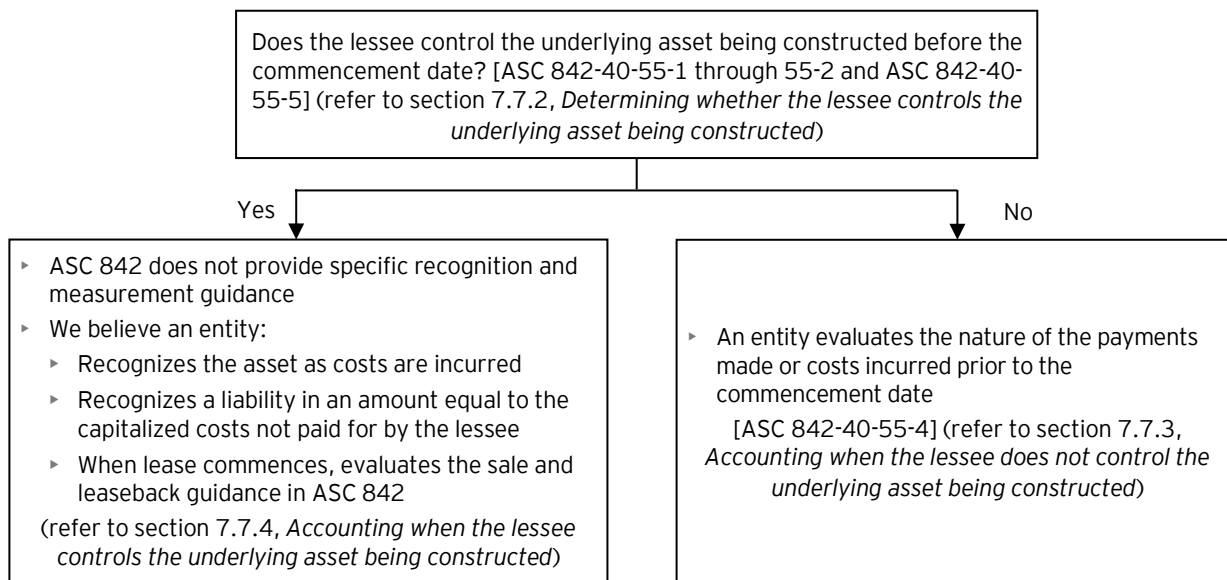 Does the lessee control the underlying asset being constructed before the
commencement date? [ASC 842-40-55-1 through 55-2 and ASC 842-40-
55-5] (refer to section 7.7.2, Determining whether the lessee controls the
underlying asset being constructed)
Yes
No
▸ ASC 842 does not provide specific recognition and
measurement guidance
▸ We believe an entity:
▸ Recognizes the asset as costs are incurred
▸ Recognizes a liability in an amount equal to the
capitalized costs not paid for by the lessee
▸ When lease commences, evaluates the sale and
leaseback guidance in ASC 842
(refer to section 7.7.4, Accounting when the lessee
controls the underlying asset being constructed)
▸ An entity evaluates the nature of the payments
made or costs incurred prior to the
commencement date
[ASC 842-40-55-4] (refer to section 7.7.3,
Accounting when the lessee does not control the
underlying asset being constructed)